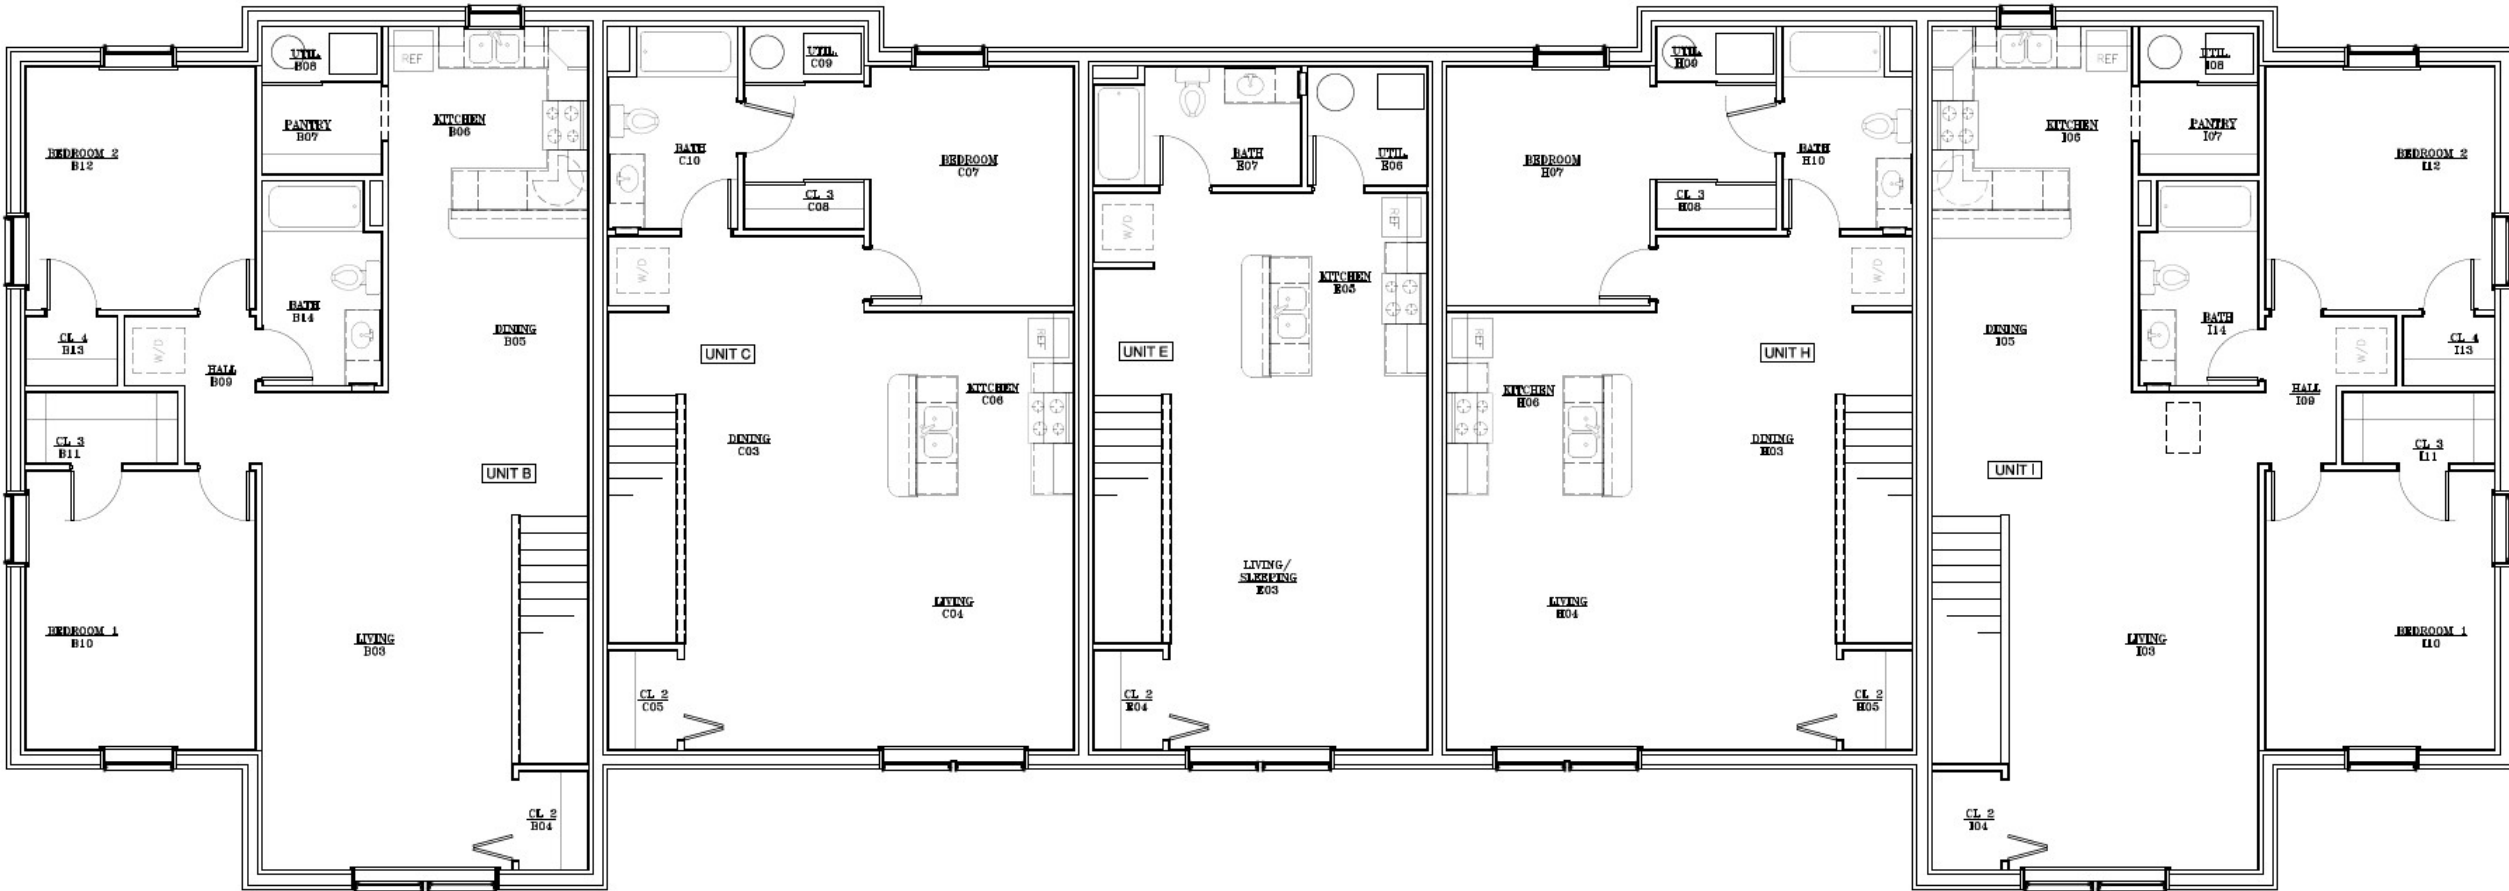 UTIL.
B08
REF
PANTRY
B07
KITCHEN
B06
BEDROOM 2
B12
BATH
B14
DINING
B05
CL 4
B13
W/D
HALL
B09
CL 3
B11
UNIT B
BEDROOM 1
B10
LIVING
B03
CL 2
B04
UTIL.
C09
BATH
C10
BEDROOM
C07
CL 3
C08
W/D
UNIT C
REF
KITCHEN
C06
DINING
C03
LIVING
C04
CL 2
C05
BATH
E07
UTIL.
E06
W/D
REF
KITCHEN
E05
UNIT E
LIVING/
SLEEPING
E03
CL 2
E04
UTIL.
H09
BATH
H10
BEDROOM
H07
CL 3
H08
W/D
UNIT H
REF
KITCHEN
H06
DINING
H03
LIVING
H04
CL 2
H05
REF
UTIL.
I08
KITCHEN
I06
PANTRY
I07
BEDROOM 2
I12
DINING
I05
BATH
I14
W/D
CL 4
I13
HALL
I09
CL 3
I11
UNIT I
LIVING
I03
BEDROOM 1
I10
CL 2
I04